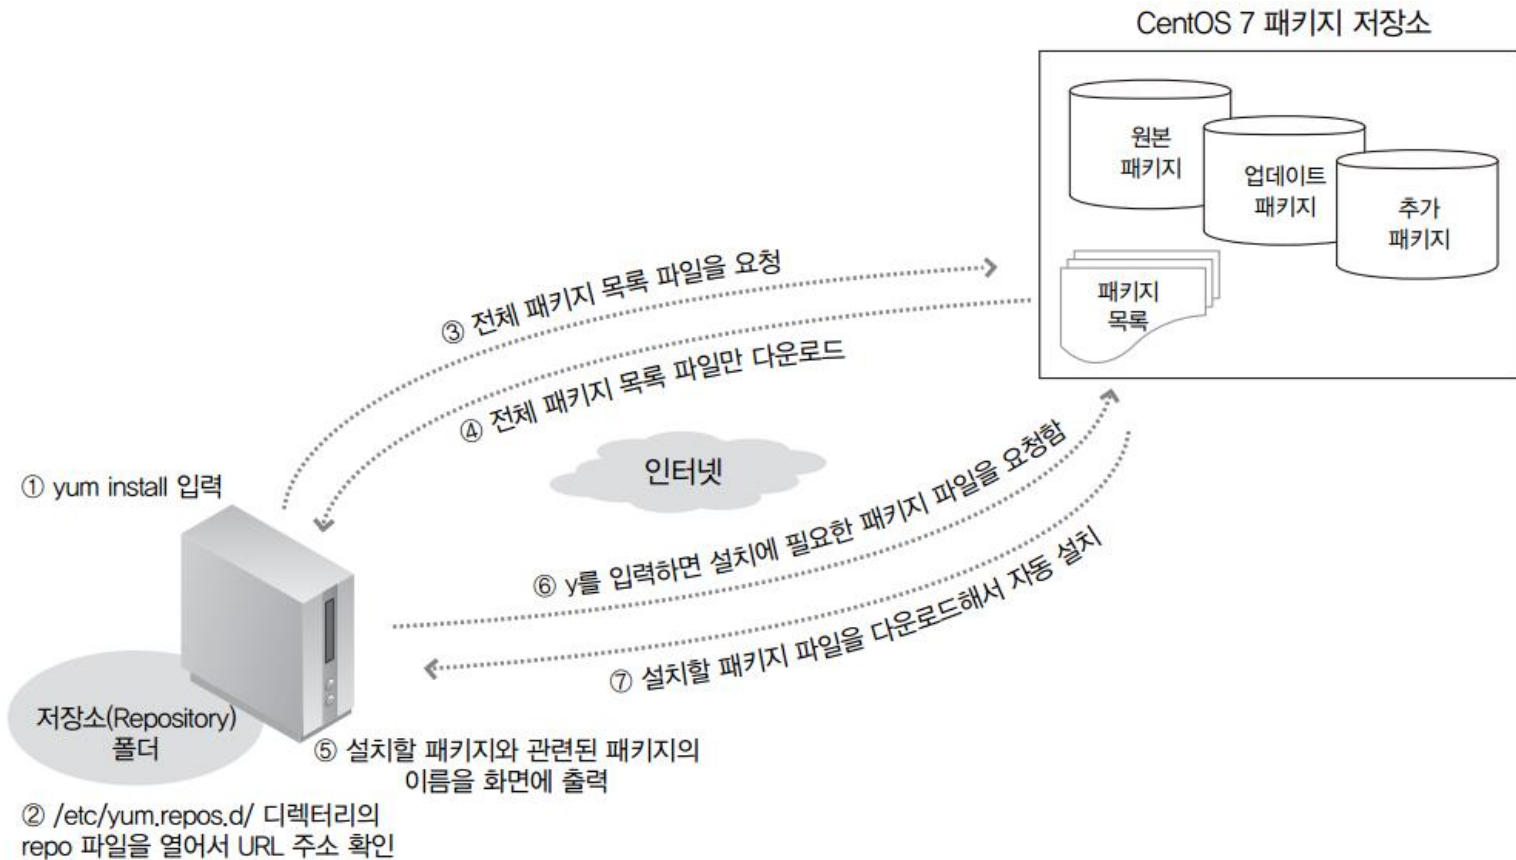 CentOS 7 패키지 저장소
원본
패키지
업데이트
패키지
추가
패키지
패키지
목록
③ 전체 패키지 목록 파일을 요청
④ 전체 패키지 목록 파일만 다운로드
인터넷
① yum install 입력
⑥ y를 입력하면 설치에 필요한 패키지 파일을 요청함
⑦ 설치할 패키지 파일을 다운로드해서 자동 설치
저장소(Repository)
폴더
⑤ 설치할 패키지와 관련된 패키지의
이름을 화면에 출력
② /etc/yum.repos.d/ 디렉터리의
repo 파일을 열어서 URL 주소 확인